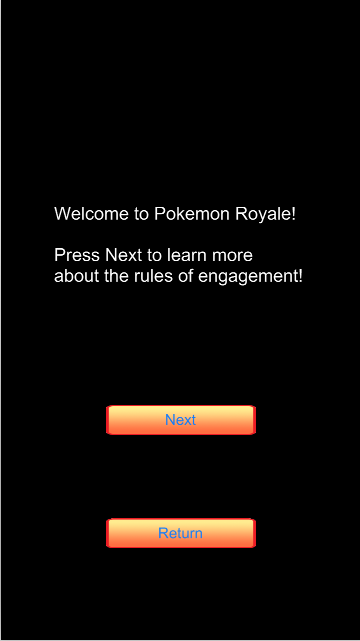 Welcome to Pokemon Royale!
Press Next to learn more
about the rules of engagement!
Next
Return